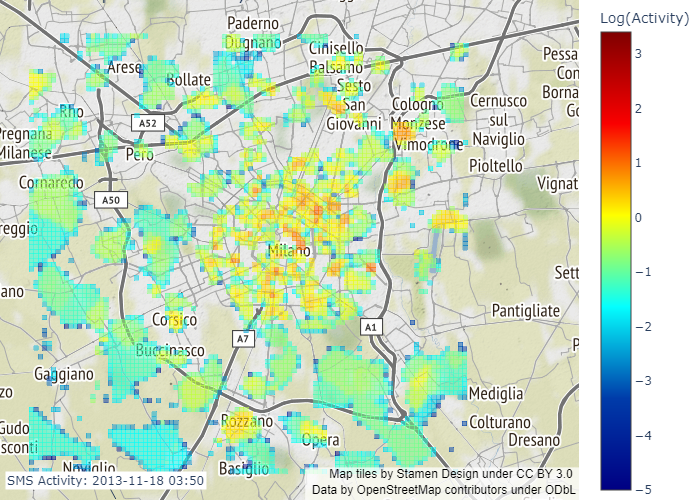 Log(Activity)
Paderno
Dugnano
Cinisello
Balsamo
Arese
Bollate
Sesto
San
Giovanni
Cologno
Monzese
Vimodrone
Cernusco
sul
Naviglio
Pessa
Con
Borna
Go
Rho
A52
Pregnana
Milanese
Pero
Pioltello
Cornaredo
A50
Vignat
reggio
Milano
Sett
ano
Pantigliate
Corsico
A7
A1
Buccinasco
P
Gaggiano
Mediglia
zo
Rozzano
Colturano
Gudo
sconti
Opera
Dresano
Noviglio
Basiglio
SMS Activity: 2013-11-18 03:50
Map tiles by Stamen Design under CC BY 3.0
Data by OpenStreetMap contributors under ODbL
3
2
1
0
−1
−2
−3
−4
−5